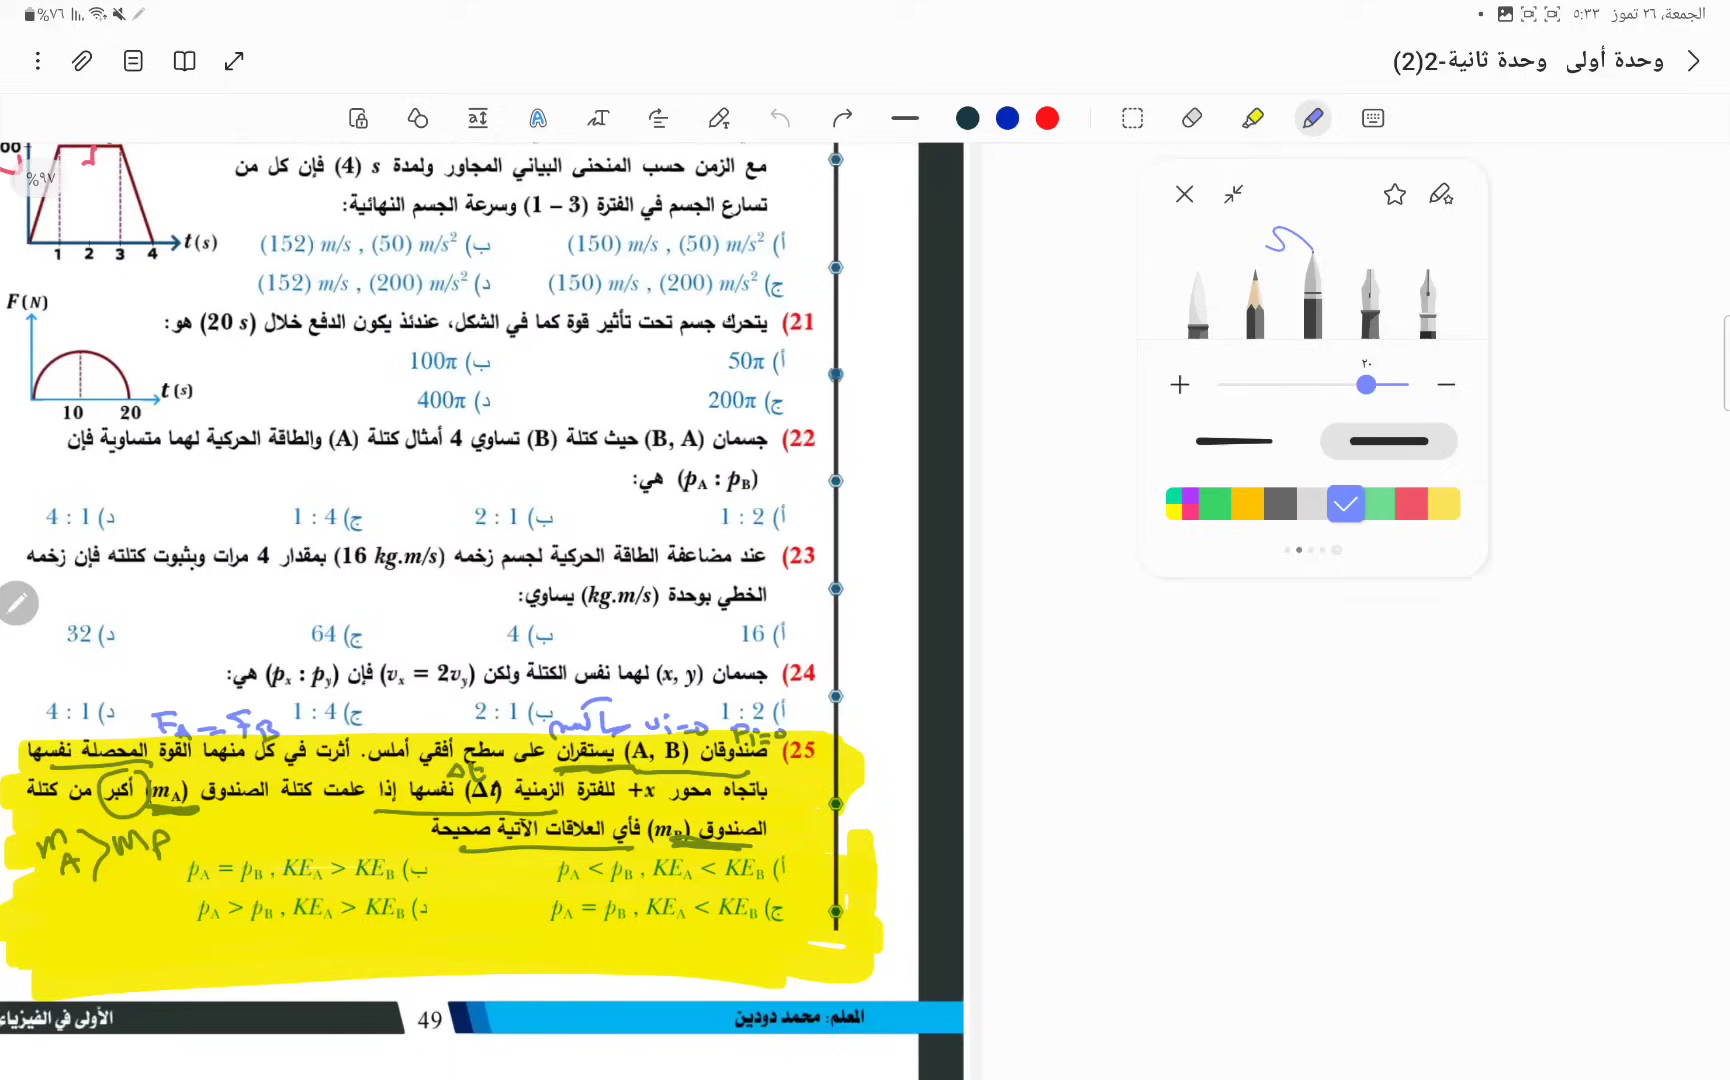 الجمعة، ٢٦ تموز ٥:٣٣
%٧٦
وحدة أولى وحدة ثانية-2(2)
%٩٧
مع الزمن حسب المنحنى البياني المجاور ولمدة (4) s فإن كل من
تسارع الجسم في الفترة (1 – 3) وسرعة الجسم النهائية:
أ) (150) m/s , (50) m/s² ب) (152) m/s , (50) m/s²
ج) (150) m/s , (200) m/s² د) (152) m/s , (200) m/s²
t (s)
1 2 3 4
21) يتحرك جسم تحت تأثير قوة كما في الشكل، عندئذ يكون الدفع خلال (20 s) هو:
أ) 50π ب) 100π
ج) 200π د) 400π
F (N)
t (s)
10 20
22) جسمان (B, A) حيث كتلة (B) تساوي 4 أمثال كتلة (A) والطاقة الحركية لهما متساوية فإن
(pA : pB) هي:
أ) 1 : 2 ب) 2 : 1 ج) 1 : 4 د) 4 : 1
23) عند مضاعفة الطاقة الحركية لجسم زخمه (16 kg.m/s) بمقدار 4 مرات وبثبوت كتلته فإن زخمه
الخطي بوحدة (kg.m/s) يساوي:
أ) 16 ب) 4 ج) 64 د) 32
24) جسمان (x, y) لهما نفس الكتلة ولكن (vx = 2vy) فإن (px : py) هي:
أ) 1 : 2 ب) 2 : 1 ج) 1 : 4 د) 4 : 1
FA = FB
vi=0 Pi=0
25) صندوقان (A, B) يستقران على سطح أفقي أملس. أثرت في كل منهما القوة المحصلة نفسها
Δt
باتجاه محور +x للفترة الزمنية (Δt) نفسها إذا علمت كتلة الصندوق (mA) أكبر من كتلة
الصندوق (mB) فأي العلاقات الآتية صحيحة
mA > mP
أ) pA < pB , KEA < KEB ب) pA = pB , KEA > KEB
ج) pA = pB , KEA < KEB د) pA > pB , KEA > KEB
المعلم: محمد دودين
49
الأولى في الفيزياء
٢٠